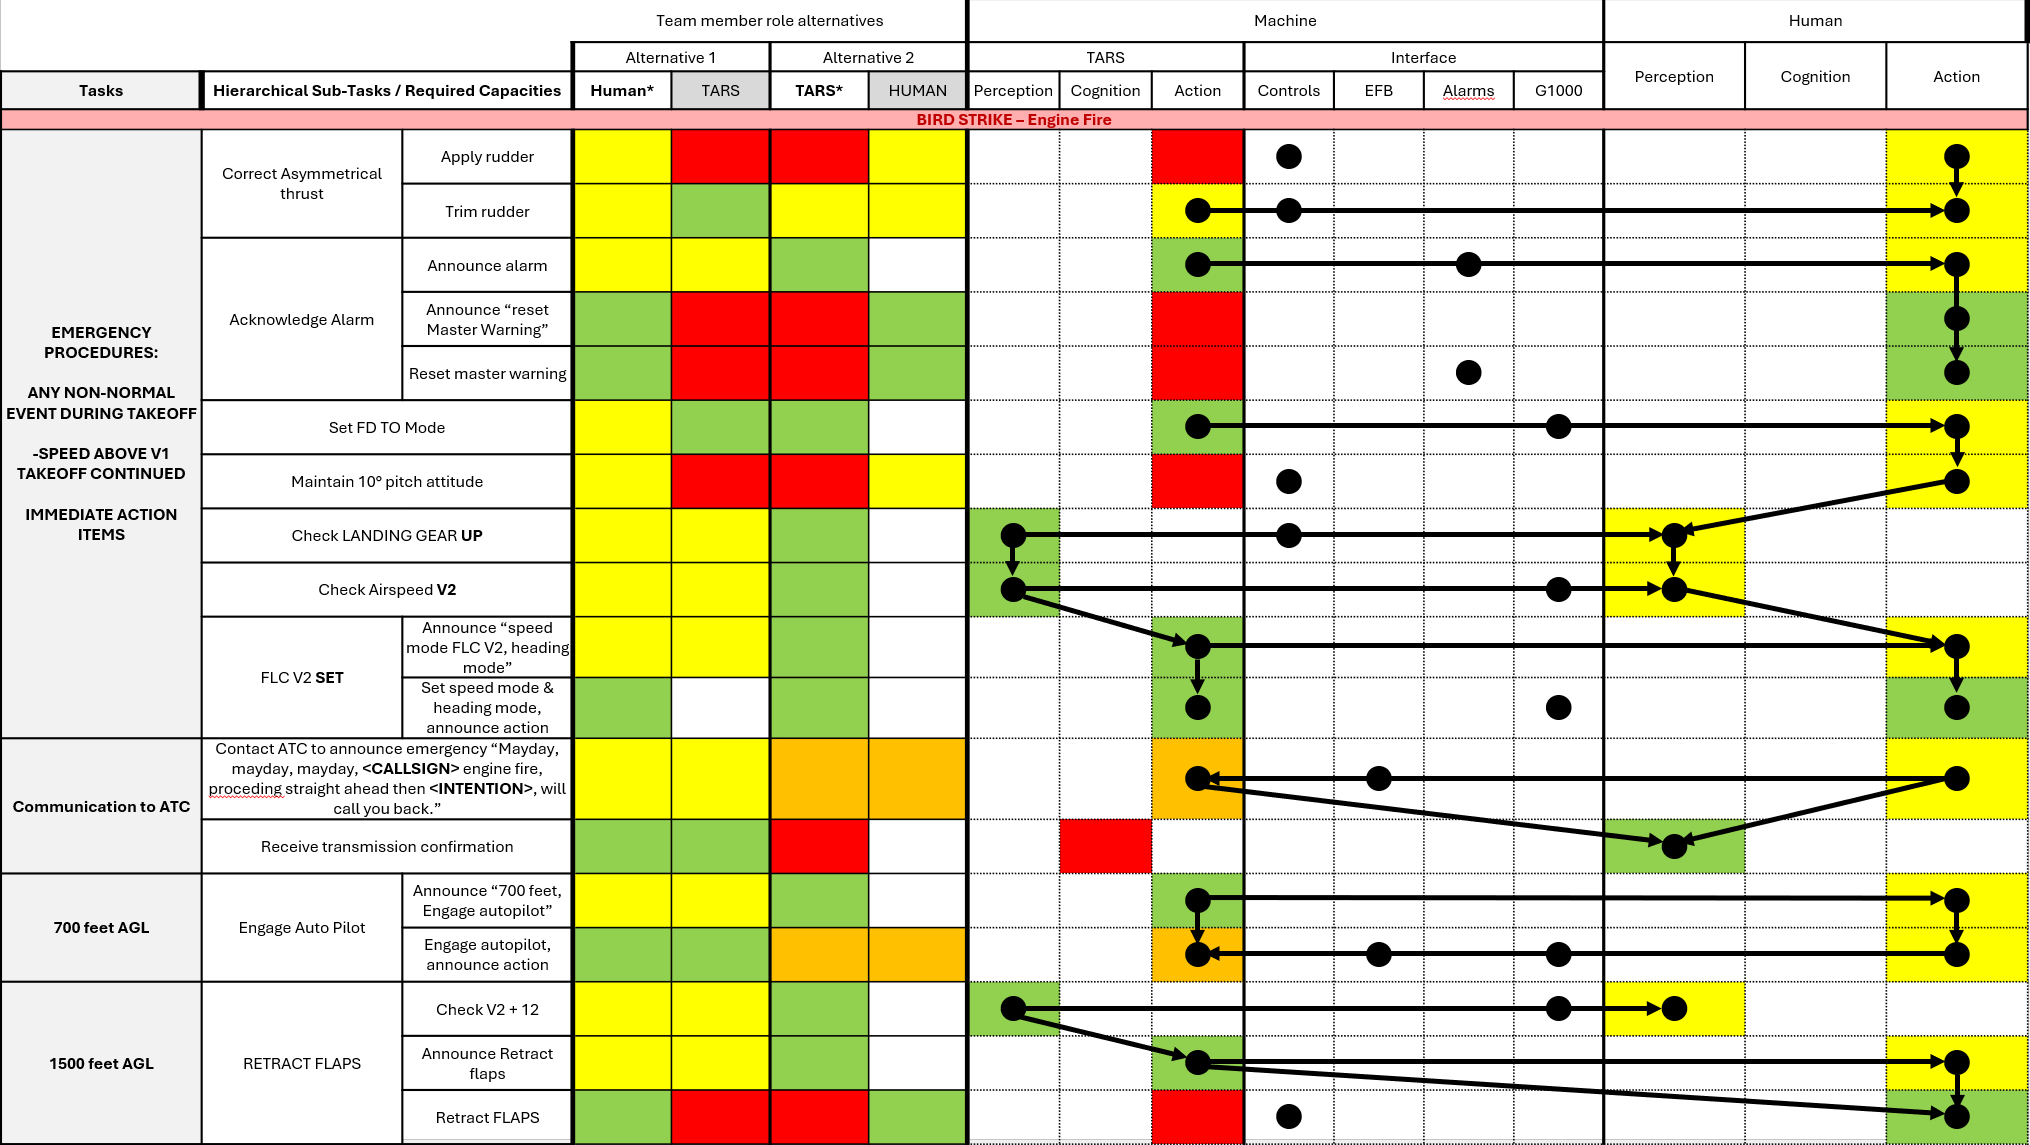 Team member role alternatives
Machine
Human
Alternative 1
Alternative 2
TARS
Interface
Perception
Cognition
Action
Tasks
Hierarchical Sub-Tasks / Required Capacities
Human*
TARS
TARS*
HUMAN
Perception
Cognition
Action
Controls
EFB
Alarms
G1000
BIRD STRIKE – Engine Fire
EMERGENCY
PROCEDURES:
ANY NON-NORMAL
EVENT DURING TAKEOFF
-SPEED ABOVE V1
TAKEOFF CONTINUED
IMMEDIATE ACTION
ITEMS
Correct Asymmetrical
thrust
Apply rudder
Trim rudder
Acknowledge Alarm
Announce alarm
Announce “reset
Master Warning”
Reset master warning
Set FD TO Mode
Maintain 10° pitch attitude
Check LANDING GEAR UP
Check Airspeed V2
FLC V2 SET
Announce “speed
mode FLC V2, heading
mode”
Set speed mode &
heading mode,
announce action
Communication to ATC
Contact ATC to announce emergency “Mayday,
mayday, mayday, <CALLSIGN> engine fire,
proceding straight ahead then <INTENTION>, will
call you back.”
Receive transmission confirmation
700 feet AGL
Engage Auto Pilot
Announce “700 feet,
Engage autopilot”
Engage autopilot,
announce action
1500 feet AGL
RETRACT FLAPS
Check V2 + 12
Announce Retract
flaps
Retract FLAPS